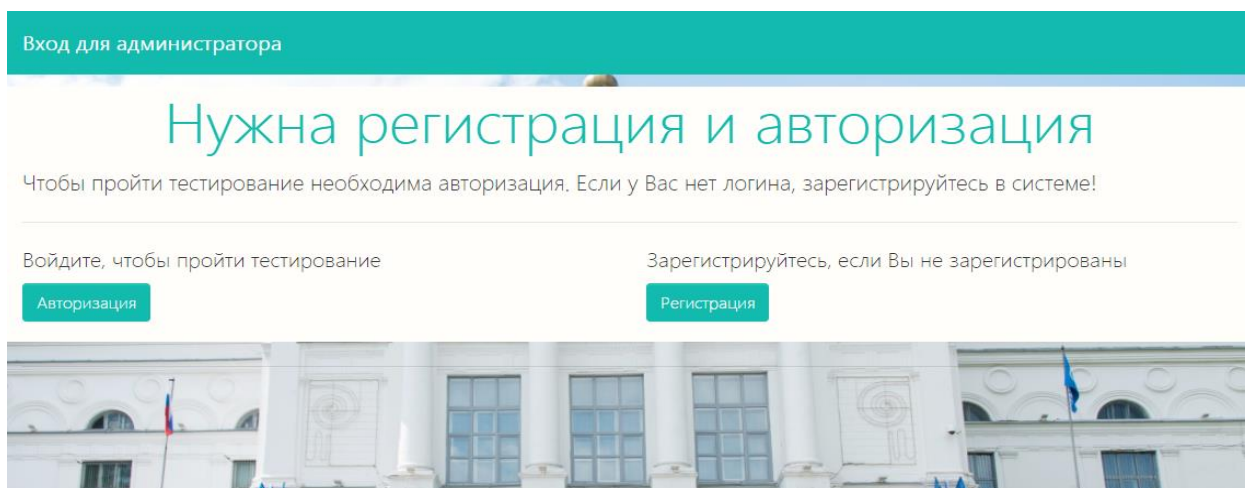 Вход для администратора
Нужна регистрация и авторизация
Чтобы пройти тестирование необходима авторизация. Если у Вас нет логина, зарегистрируйтесь в системе!
Войдите, чтобы пройти тестирование
Авторизация
Зарегистрируйтесь, если Вы не зарегистрированы
Регистрация